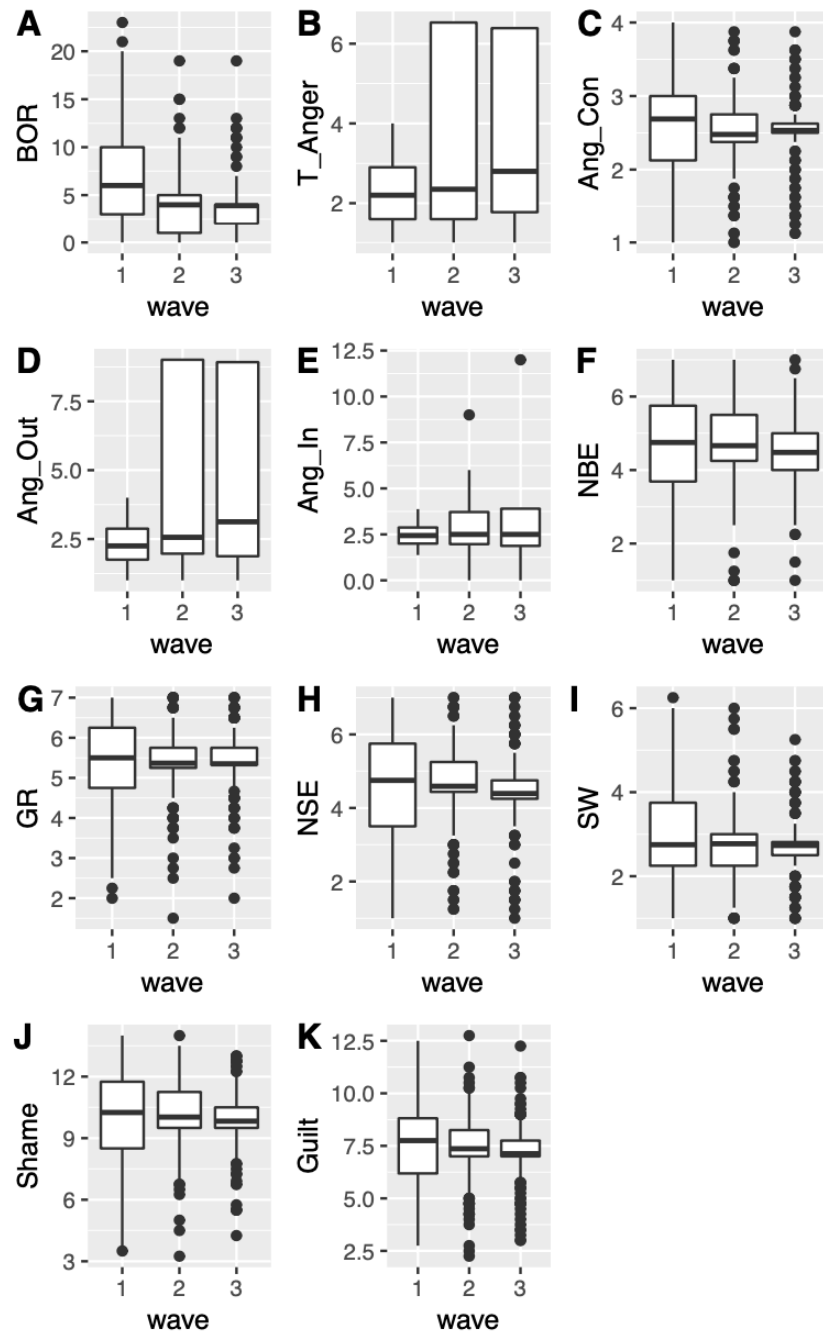 A
BOR
20
15
10
5
0
1 2 3
wave
B
T_Anger
6
4
2
1 2 3
wave
C
Ang_Con
4
3
2
1
1 2 3
wave
D
Ang_Out
7.5
5.0
2.5
1 2 3
wave
E
Ang_In
12.5
10.0
7.5
5.0
2.5
0.0
1 2 3
wave
F
NBE
6
4
2
1 2 3
wave
G
GR
7
6
5
4
3
2
1 2 3
wave
H
NSE
6
4
2
1 2 3
wave
I
SW
6
4
2
1 2 3
wave
J
Shame
12
9
6
3
1 2 3
wave
K
Guilt
12.5
10.0
7.5
5.0
2.5
1 2 3
wave